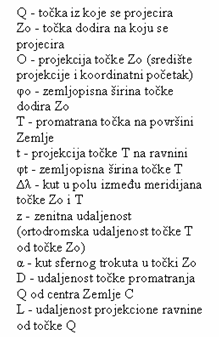 Q - točka iz koje se projecira
Zo - točka dodira na koju se
projecira
O - projekcija točke Zo (središte
projekcije i koordinatni početak)
φo - zemljopisna širina točke
dodira Zo
T - promatrana točka na površini
Zemlje
t - projekcija točke T na ravnini
φt - zemljopisna širina točke T
Δλ - kut u polu između meridijana
točke Zo i T
z - zenitna udaljenost
(ortodromska udaljenost točke T
od točke Zo)
α - kut sfernog trokuta u točki Zo
D - udaljenost točke promatranja
Q od centra Zemlje C
L - udaljenost projekcione ravnine
od točke Q